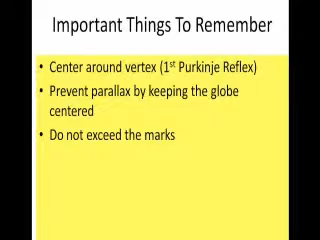 Important Things To Remember
• Center around vertex (1st Purkinje Reflex)
• Prevent parallax by keeping the globe
centered
• Do not exceed the marks